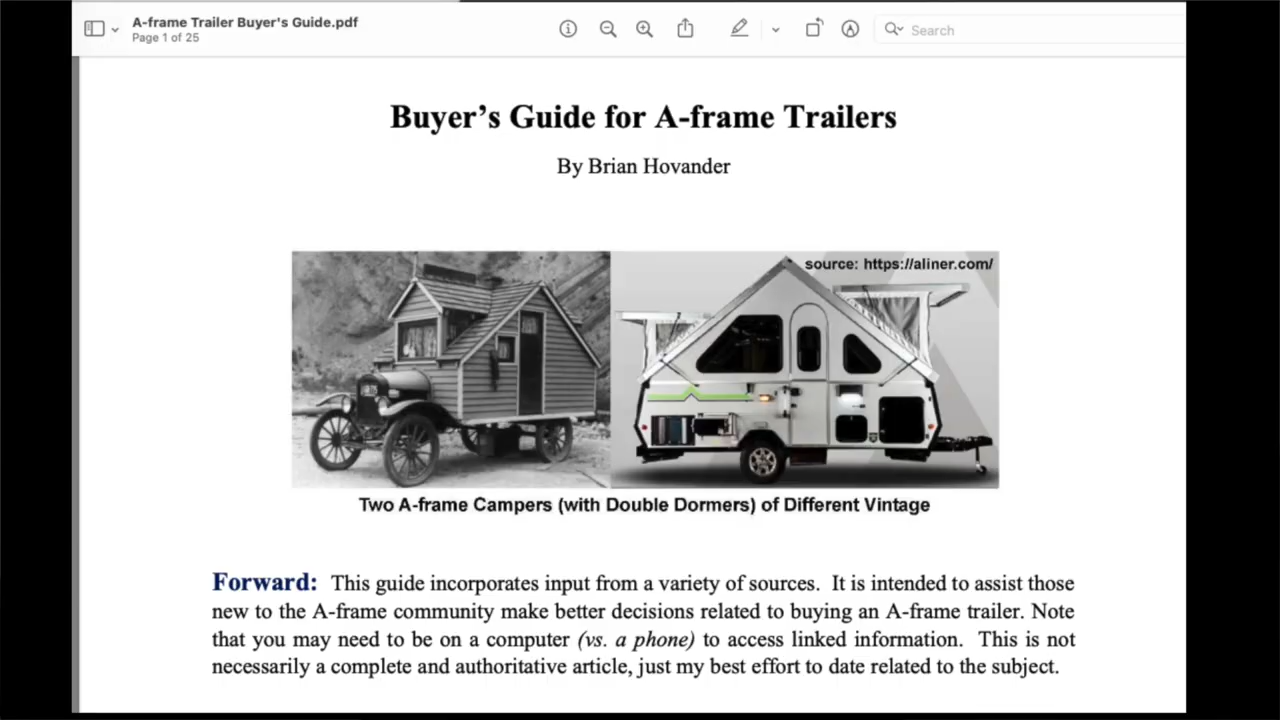 A-frame Trailer Buyer's Guide.pdf
Page 1 of 25
Search
Buyer's Guide for A-frame Trailers
By Brian Hovander
source: https://aliner.com/
Two A-frame Campers (with Double Dormers) of Different Vintage
Forward: This guide incorporates input from a variety of sources. It is intended to assist those
new to the A-frame community make better decisions related to buying an A-frame trailer. Note
that you may need to be on a computer (vs. a phone) to access linked information. This is not
necessarily a complete and authoritative article, just my best effort to date related to the subject.